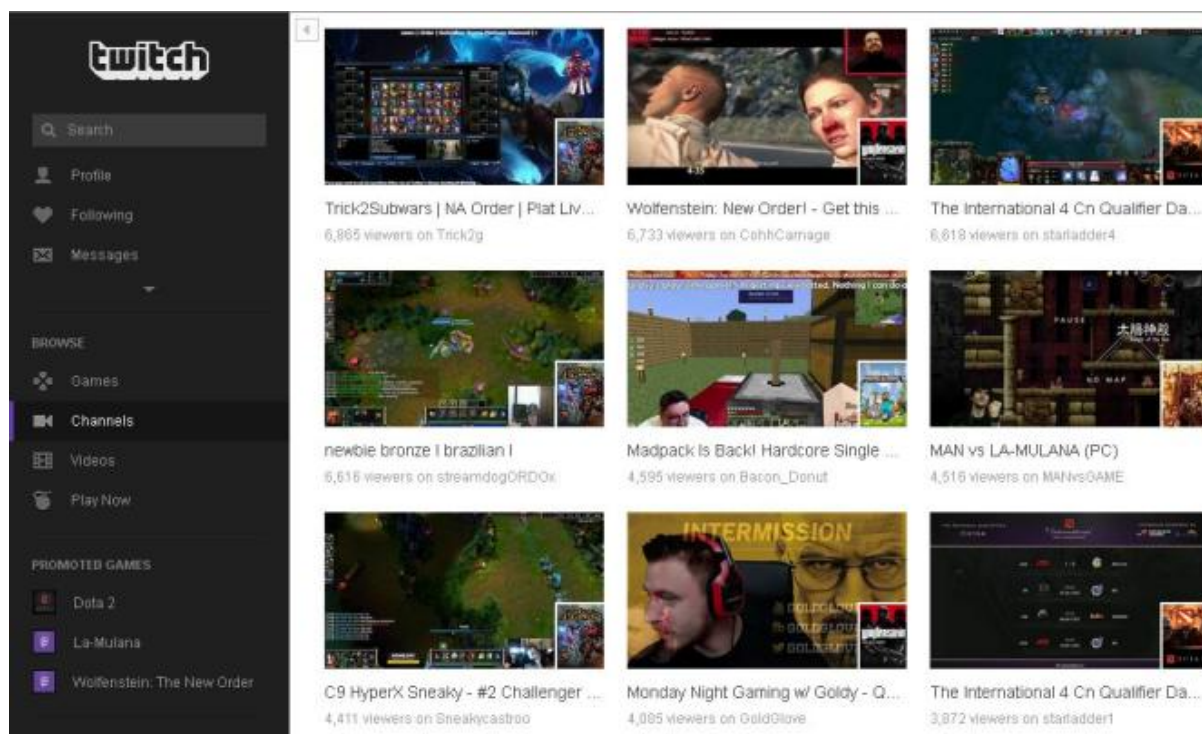 twitch
Search
Profile
Following
Messages
BROWSE
Games
Channels
Videos
Play Now
PROMOTED GAMES
Dota 2
La-Mulana
Wolfenstein: The New Order
Trick2Subwars | NA Order | Plat Liv...
6,865 viewers on Trick2g
Wolfenstein: New Order! - Get this ...
6,733 viewers on CohhCarnage
The International 4 Cn Qualifier Da...
6,618 viewers on starladder4
newbie bronze l brazilian l
6,616 viewers on streamdogORDOx
Madpack Is Back! Hardcore Single ...
4,595 viewers on Bacon_Donut
PAUSE
太陽神殿
NO MAP
MAN vs LA-MULANA (PC)
4,516 viewers on MANvsGAME
C9 HyperX Sneaky - #2 Challenger ...
4,411 viewers on Sneakycastroo
INTERMISSION
GOLDGLOVE
Monday Night Gaming w/ Goldy - Q...
4,085 viewers on GoldGlove
The International 4 Cn Qualifier Da...
3,872 viewers on starladder1